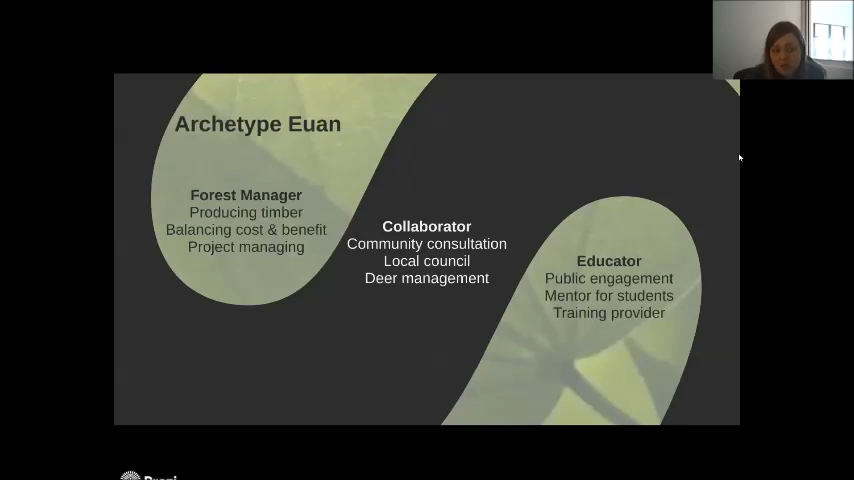 Archetype Euan
Forest Manager
Producing timber
Balancing cost & benefit
Project managing
Collaborator
Community consultation
Local council
Deer management
Educator
Public engagement
Mentor for students
Training provider
Prezi